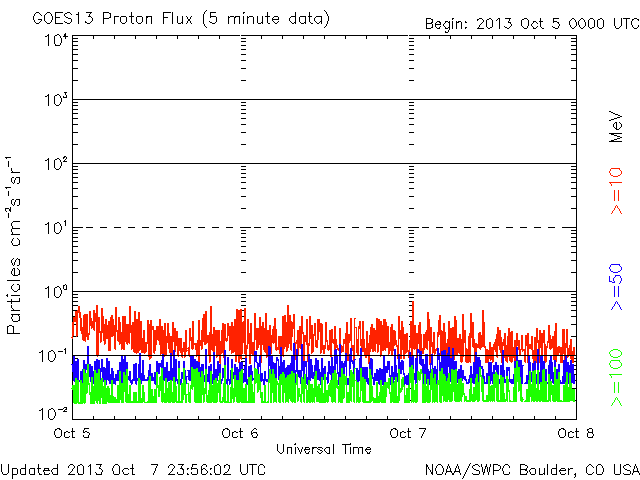 GOES13 Proton Flux (5 minute data)
Begin: 2013 Oct 5 0000 UTC
Particles cm⁻²s⁻¹sr⁻¹
10⁴
10³
10²
10¹
10⁰
10⁻¹
10⁻²
Oct 5
Oct 6
Oct 7
Oct 8
Universal Time
MeV
>=10
>=50
>=100
Updated 2013 Oct 7 23:56:02 UTC
NOAA/SWPC Boulder, CO USA